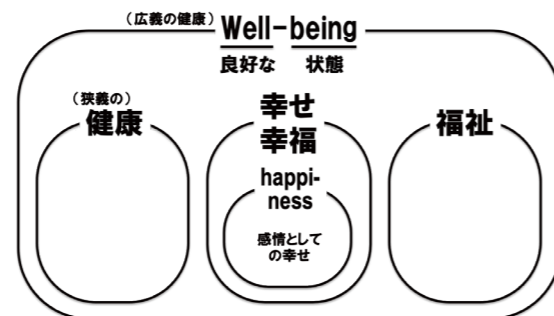 （広義の健康） Well-being
良好な 状態
（狭義の）
健康
幸せ
幸福
福祉
happi-
ness
感情として
の幸せ